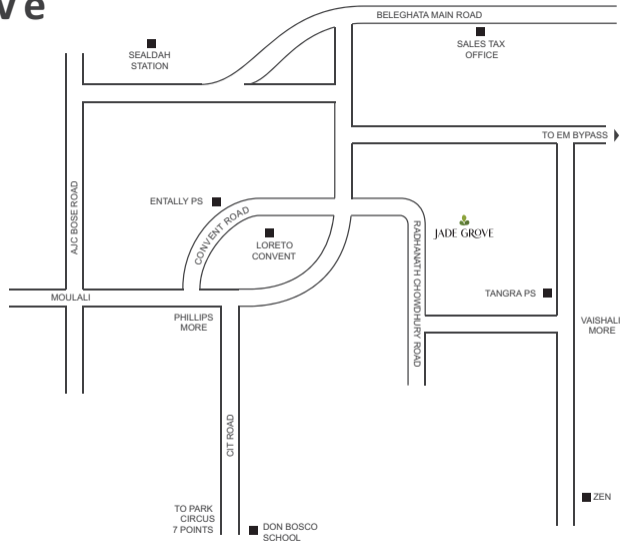 ve
BELEGHATA MAIN ROAD
SEALDAH
STATION
SALES TAX
OFFICE
TO EM BYPASS
AJC BOSE ROAD
ENTALLY PS
CONVENT ROAD
LORETO
CONVENT
RADHANATH CHOWDHURY ROAD
JADE GROVE
MOULALI
TANGRA PS
PHILLIPS
MORE
VAISHALI
MORE
CIT ROAD
ZEN
TO PARK
CIRCUS
7 POINTS
DON BOSCO
SCHOOL